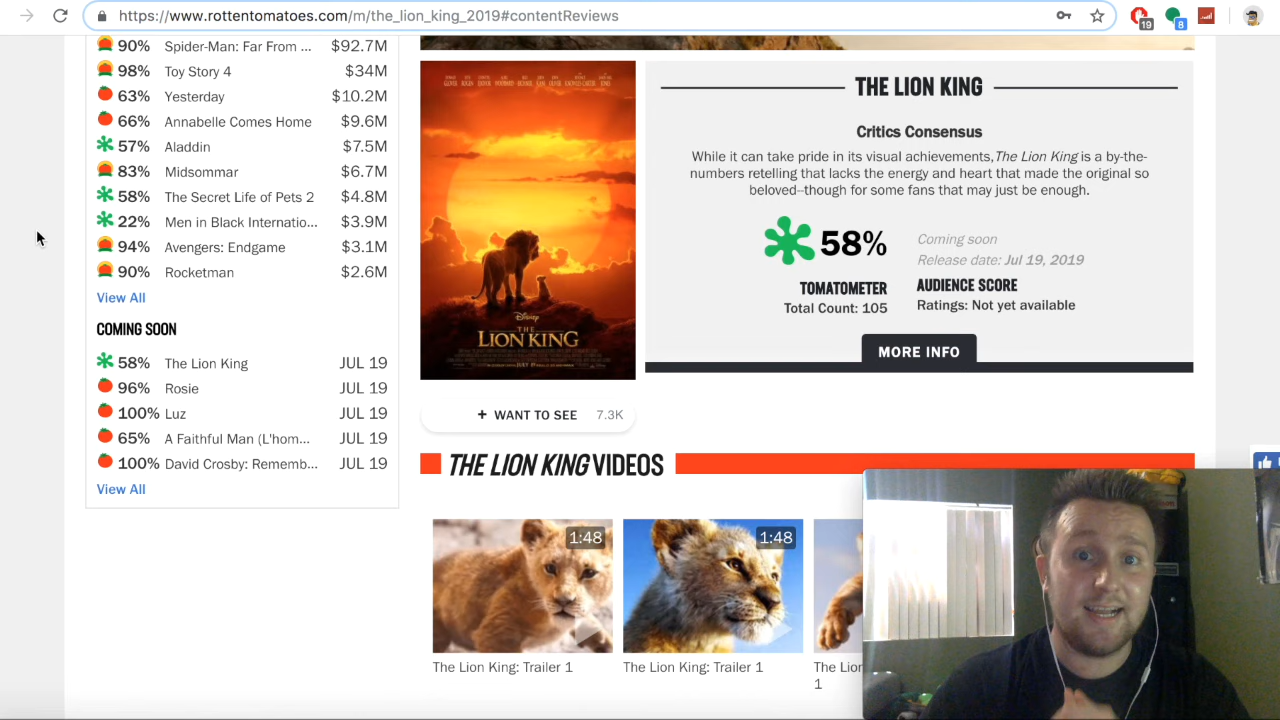 https://www.rottentomatoes.com/m/the_lion_king_2019#contentReviews
19
8
90% Spider-Man: Far From ... $92.7M
98% Toy Story 4 $34M
63% Yesterday $10.2M
66% Annabelle Comes Home $9.6M
57% Aladdin $7.5M
83% Midsommar $6.7M
58% The Secret Life of Pets 2 $4.8M
22% Men in Black Internatio... $3.9M
94% Avengers: Endgame $3.1M
90% Rocketman $2.6M
View All
COMING SOON
58% The Lion King JUL 19
96% Rosie JUL 19
100% Luz JUL 19
65% A Faithful Man (L'hom... JUL 19
100% David Crosby: Rememb... JUL 19
View All
Disney
THE
LION KING
+ WANT TO SEE 7.3K
THE LION KING
Critics Consensus
While it can take pride in its visual achievements, The Lion King is a by-the-
numbers retelling that lacks the energy and heart that made the original so
beloved--though for some fans that may just be enough.
58%
TOMATOMETER
Total Count: 105
Coming soon
Release date: Jul 19, 2019
AUDIENCE SCORE
Ratings: Not yet available
MORE INFO
THE LION KING VIDEOS
1:48
1:48
The Lion King: Trailer 1
The Lion King: Trailer 1
The Lion
1